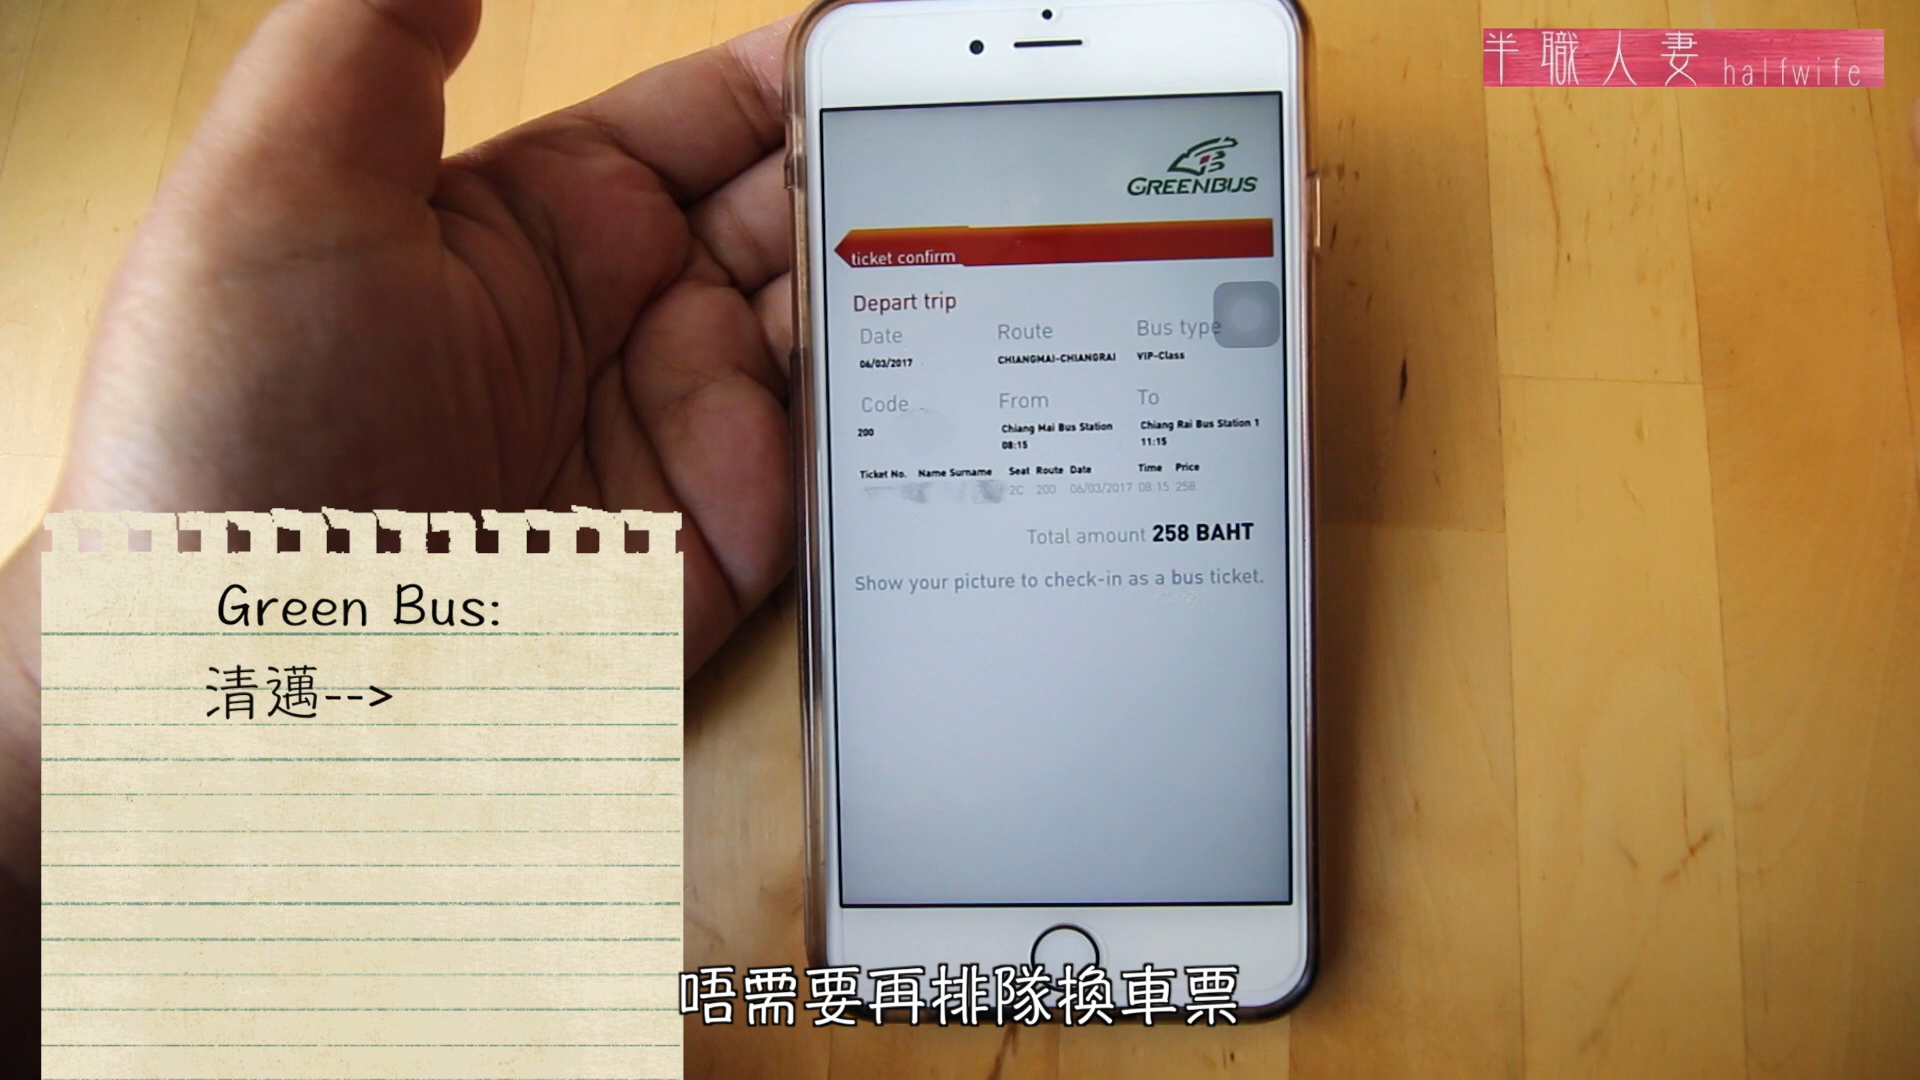 半職人妻 halfwife
GREENBUS
ticket confirm
Depart trip
Date Route Bus type
06/03/2017 CHIANGMAI-CHIANGRAI VIP-Class
Code From To
200 Chiang Mai Bus Station Chiang Rai Bus Station 1
08:15 11:15
Ticket No. Name Surname Seat Route Date Time Price
2C 200 06/03/2017 08:15 258
Total amount 258 BAHT
Show your picture to check-in as a bus ticket.
Green Bus:
清邁-->
唔需要再排隊換車票